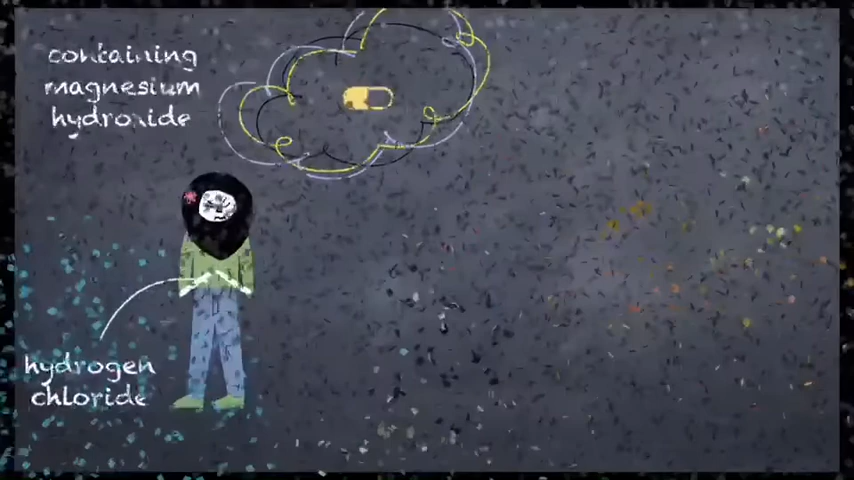 containing
magnesium
hydroxide
hydrogen
chloride